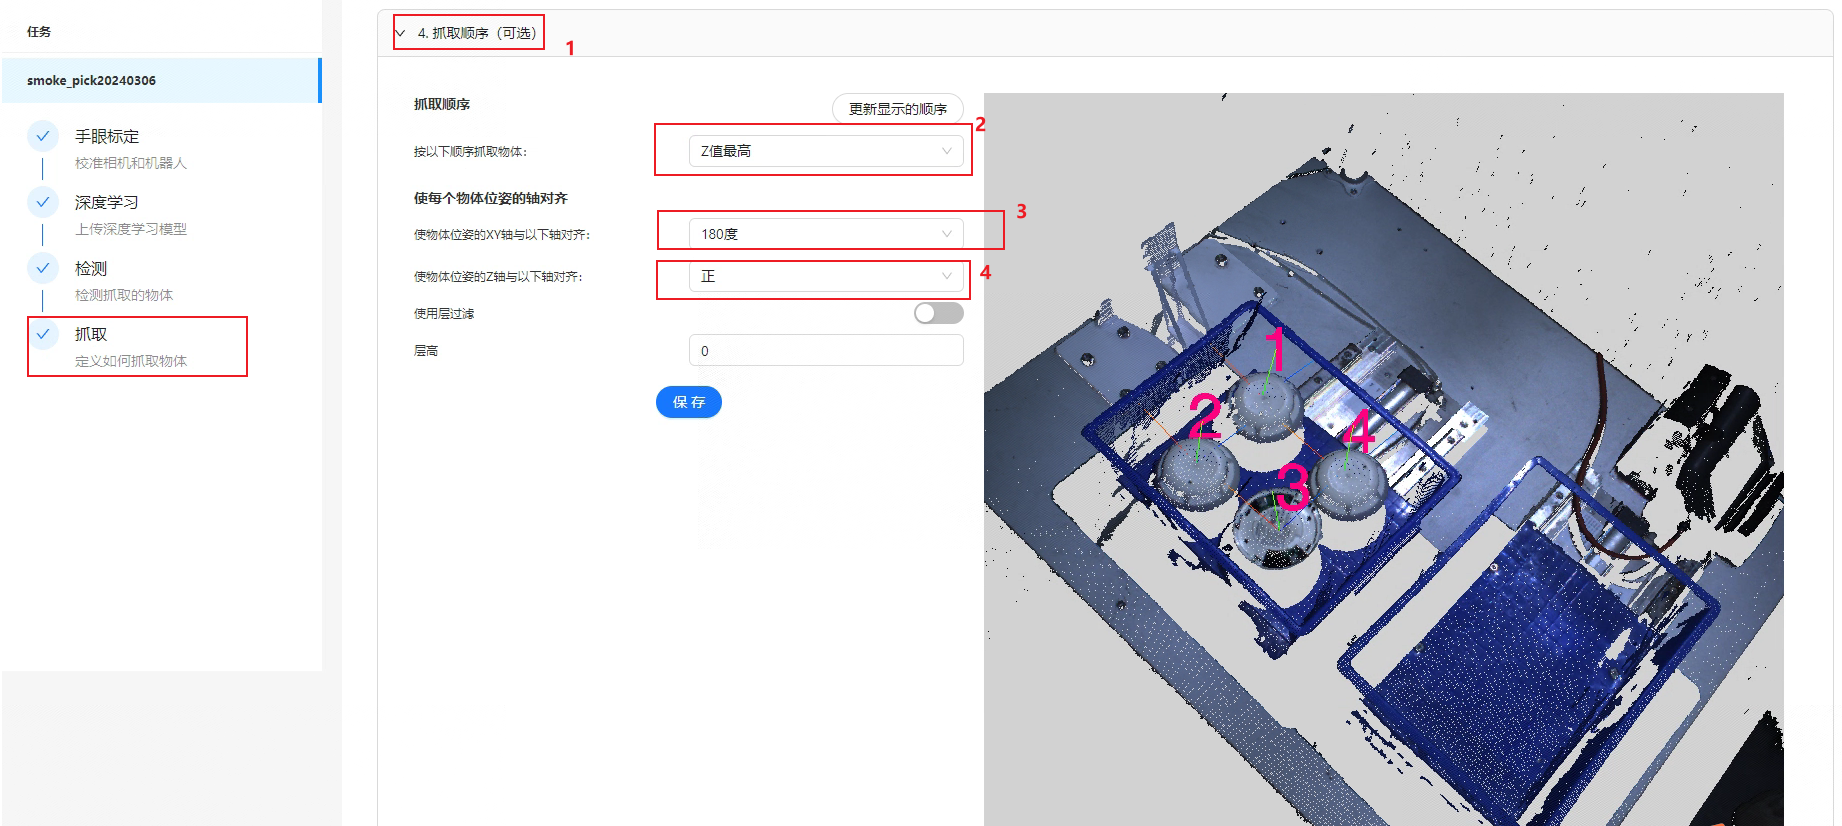 任务
smoke_pick20240306
手眼标定
校准相机和机器人
深度学习
上传深度学习模型
检测
检测抓取的物体
抓取
定义如何抓取物体
4. 抓取顺序（可选）
1
抓取顺序
更新显示的顺序
2
按以下顺序抓取物体：
Z值最高
使每个物体位姿的轴对齐
3
使物体位姿的XY轴与以下轴对齐：
180度
使物体位姿的Z轴与以下轴对齐：
正
4
使用层过滤
层高
0
保 存
1
2
4
3